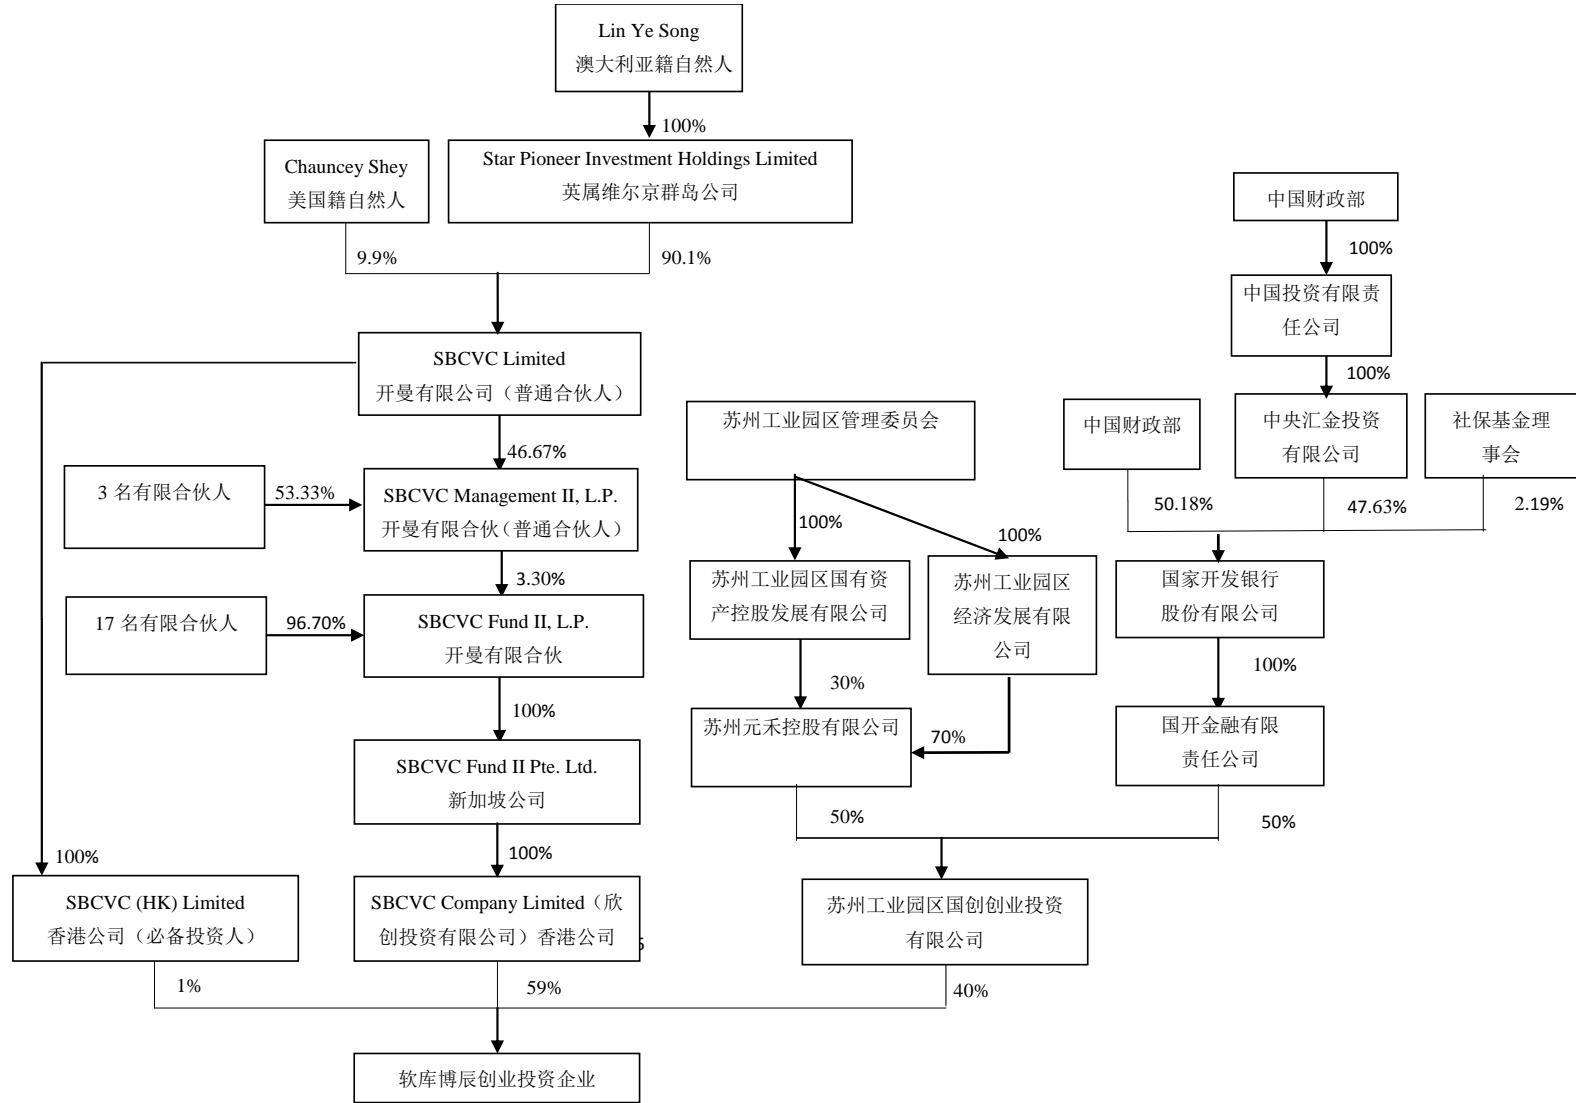 Lin Ye Song
澳大利亚籍自然人
100%
Chauncey Shey
美国籍自然人
Star Pioneer Investment Holdings Limited
英属维尔京群岛公司
9.9%
90.1%
中国财政部
100%
中国投资有限责
任公司
100%
SBCVC Limited
开曼有限公司（普通合伙人）
苏州工业园区管理委员会
中国财政部
中央汇金投资
有限公司
社保基金理
事会
46.67%
3 名有限合伙人
53.33%
SBCVC Management II, L.P.
开曼有限合伙（普通合伙人）
50.18%
47.63%
2.19%
100%
100%
3.30%
17 名有限合伙人
96.70%
SBCVC Fund II, L.P.
开曼有限合伙
苏州工业园区国有资
产控股发展有限公司
苏州工业园区
经济发展有限
公司
国家开发银行
股份有限公司
30%
100%
100%
苏州元禾控股有限公司
70%
国开金融有限
责任公司
SBCVC Fund II Pte. Ltd.
新加坡公司
50%
50%
100%
100%
SBCVC (HK) Limited
香港公司（必备投资人）
SBCVC Company Limited（欣
创投资有限公司）香港公司
苏州工业园区国创创业投资
有限公司
1%
59%
40%
软库博辰创业投资企业